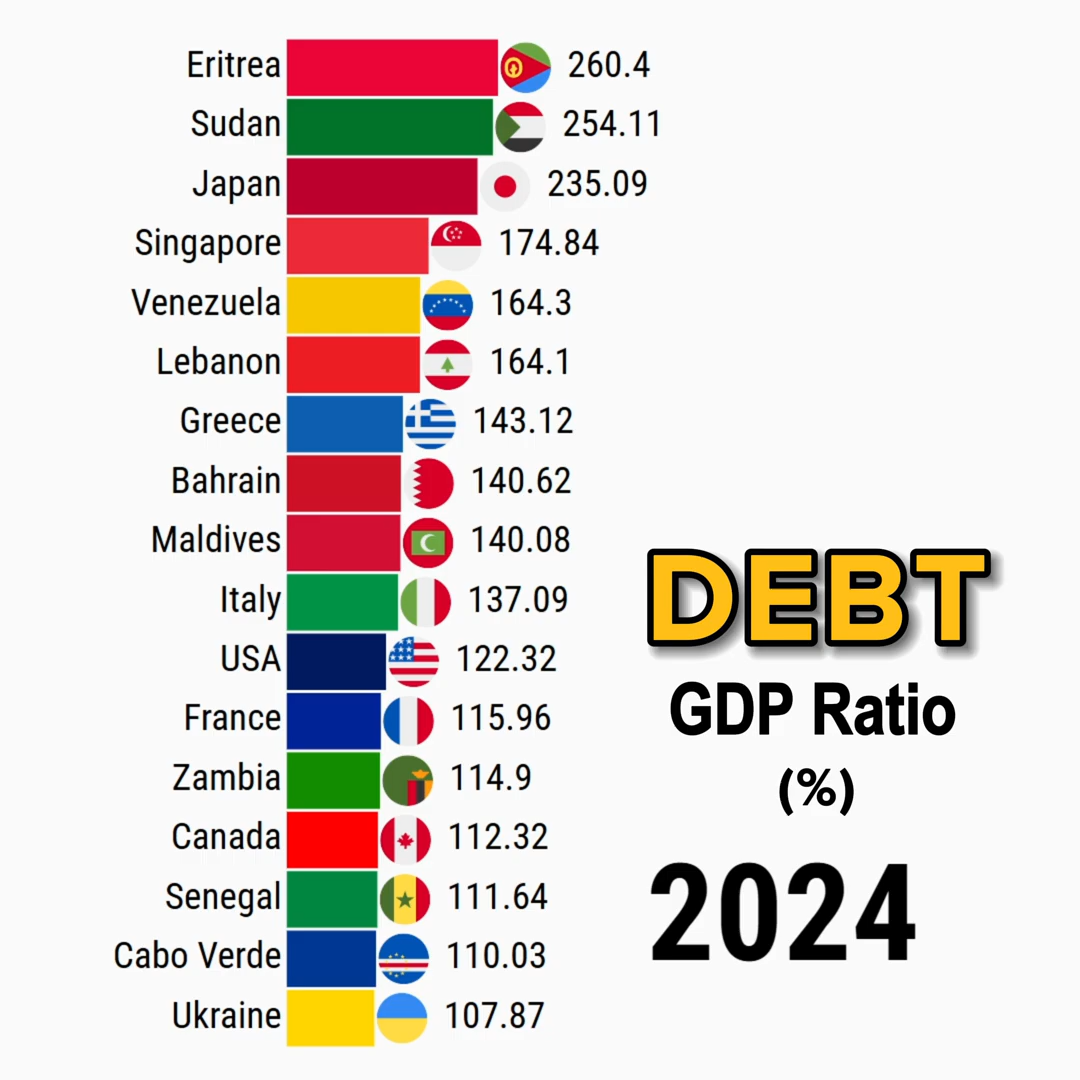 Eritrea 260.4
Sudan 254.11
Japan 235.09
Singapore 174.84
Venezuela 164.3
Lebanon 164.1
Greece 143.12
Bahrain 140.62
Maldives 140.08
Italy 137.09
USA 122.32
France 115.96
Zambia 114.9
Canada 112.32
Senegal 111.64
Cabo Verde 110.03
Ukraine 107.87
DEBT
GDP Ratio
(%)
2024